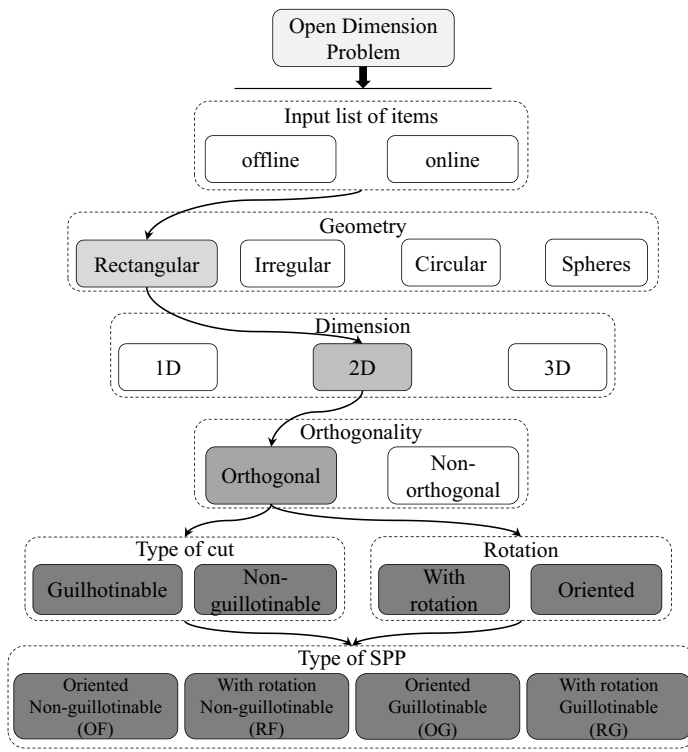 Open Dimension
Problem
Input list of items
offline
online
Geometry
Rectangular
Irregular
Circular
Spheres
Dimension
1D
2D
3D
Orthogonality
Orthogonal
Non-
orthogonal
Type of cut
Guilhotinable
Non-
guillotinable
Rotation
With
rotation
Oriented
Type of SPP
Oriented
Non-guillotinable
(OF)
With rotation
Non-guillotinable
(RF)
Oriented
Guillotinable
(OG)
With rotation
Guillotinable
(RG)